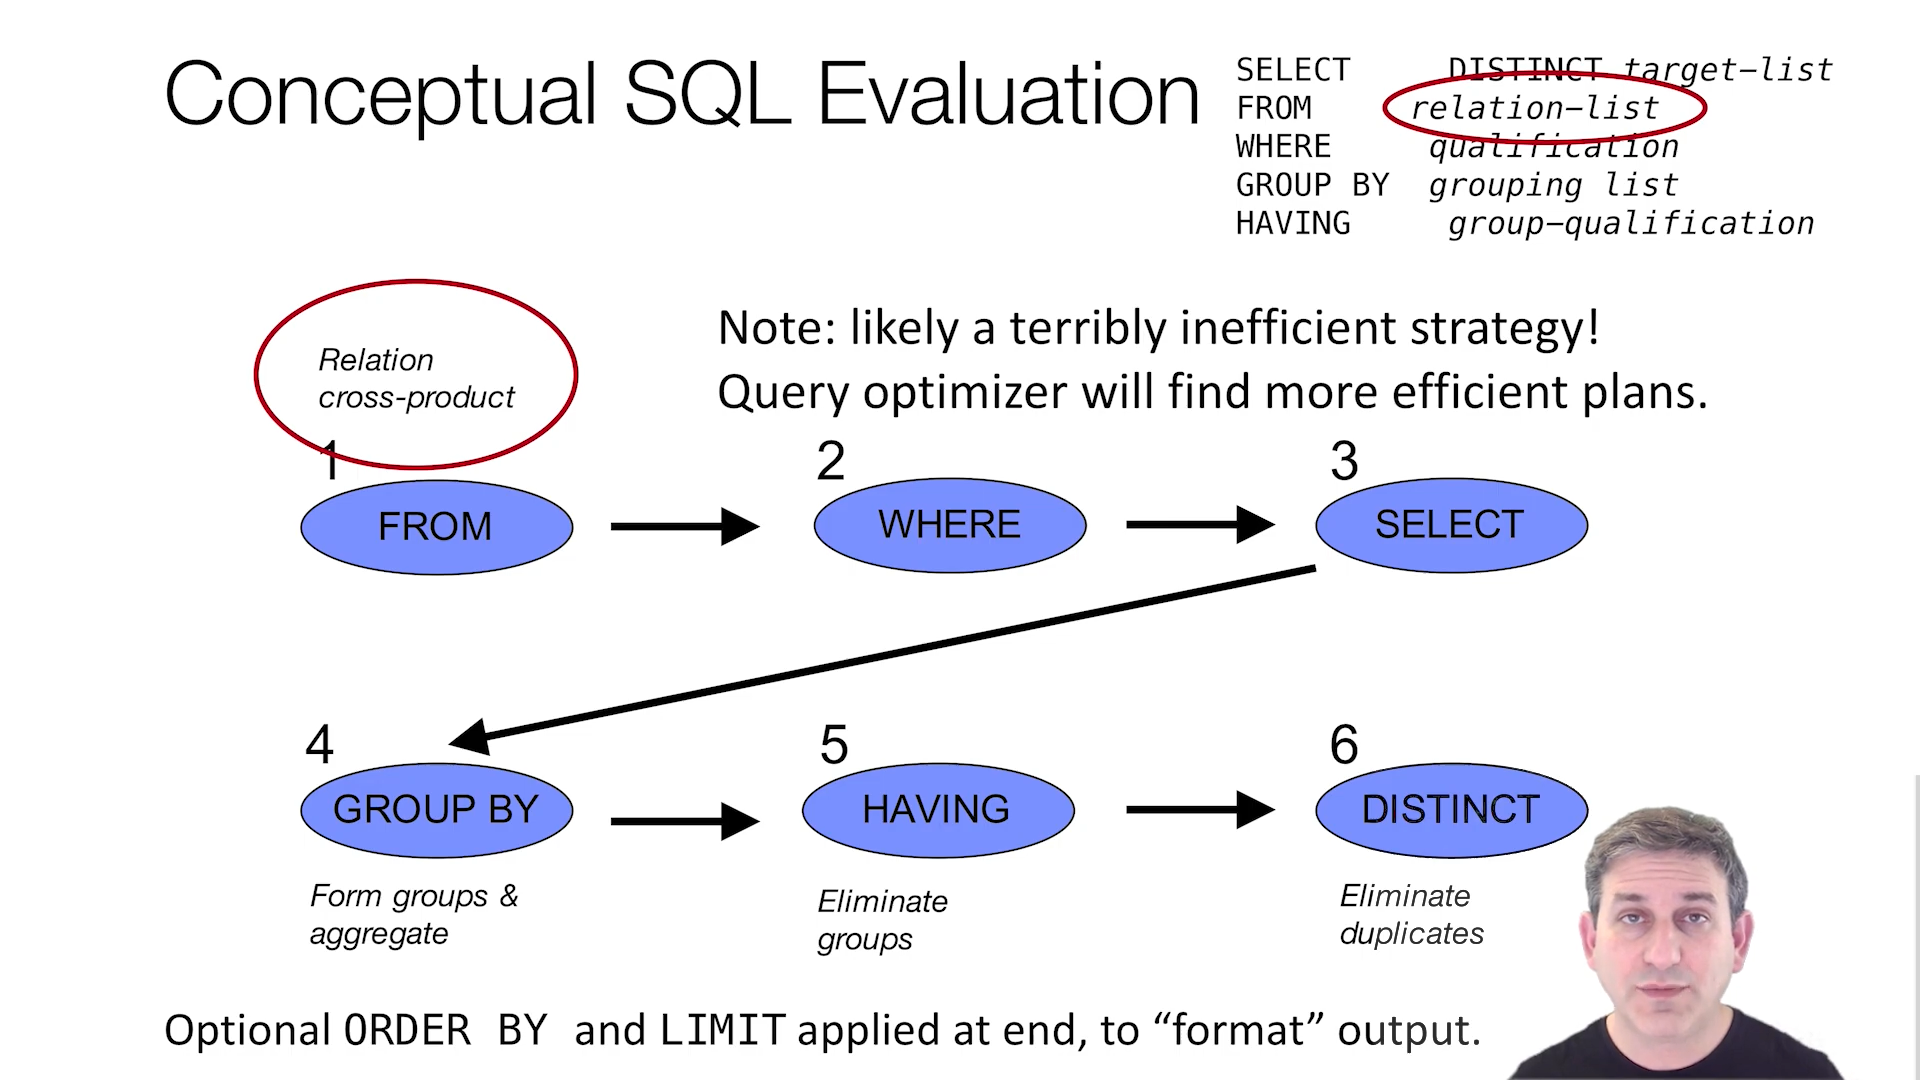 Conceptual SQL Evaluation
SELECT DISTINCT target-list
FROM relation-list
WHERE qualification
GROUP BY grouping list
HAVING group-qualification
Relation
cross-product
Note: likely a terribly inefficient strategy!
Query optimizer will find more efficient plans.
1
2
3
FROM
WHERE
SELECT
4
5
6
GROUP BY
HAVING
DISTINCT
Form groups &
aggregate
Eliminate
groups
Eliminate
duplicates
Optional ORDER BY and LIMIT applied at end, to “format” output.